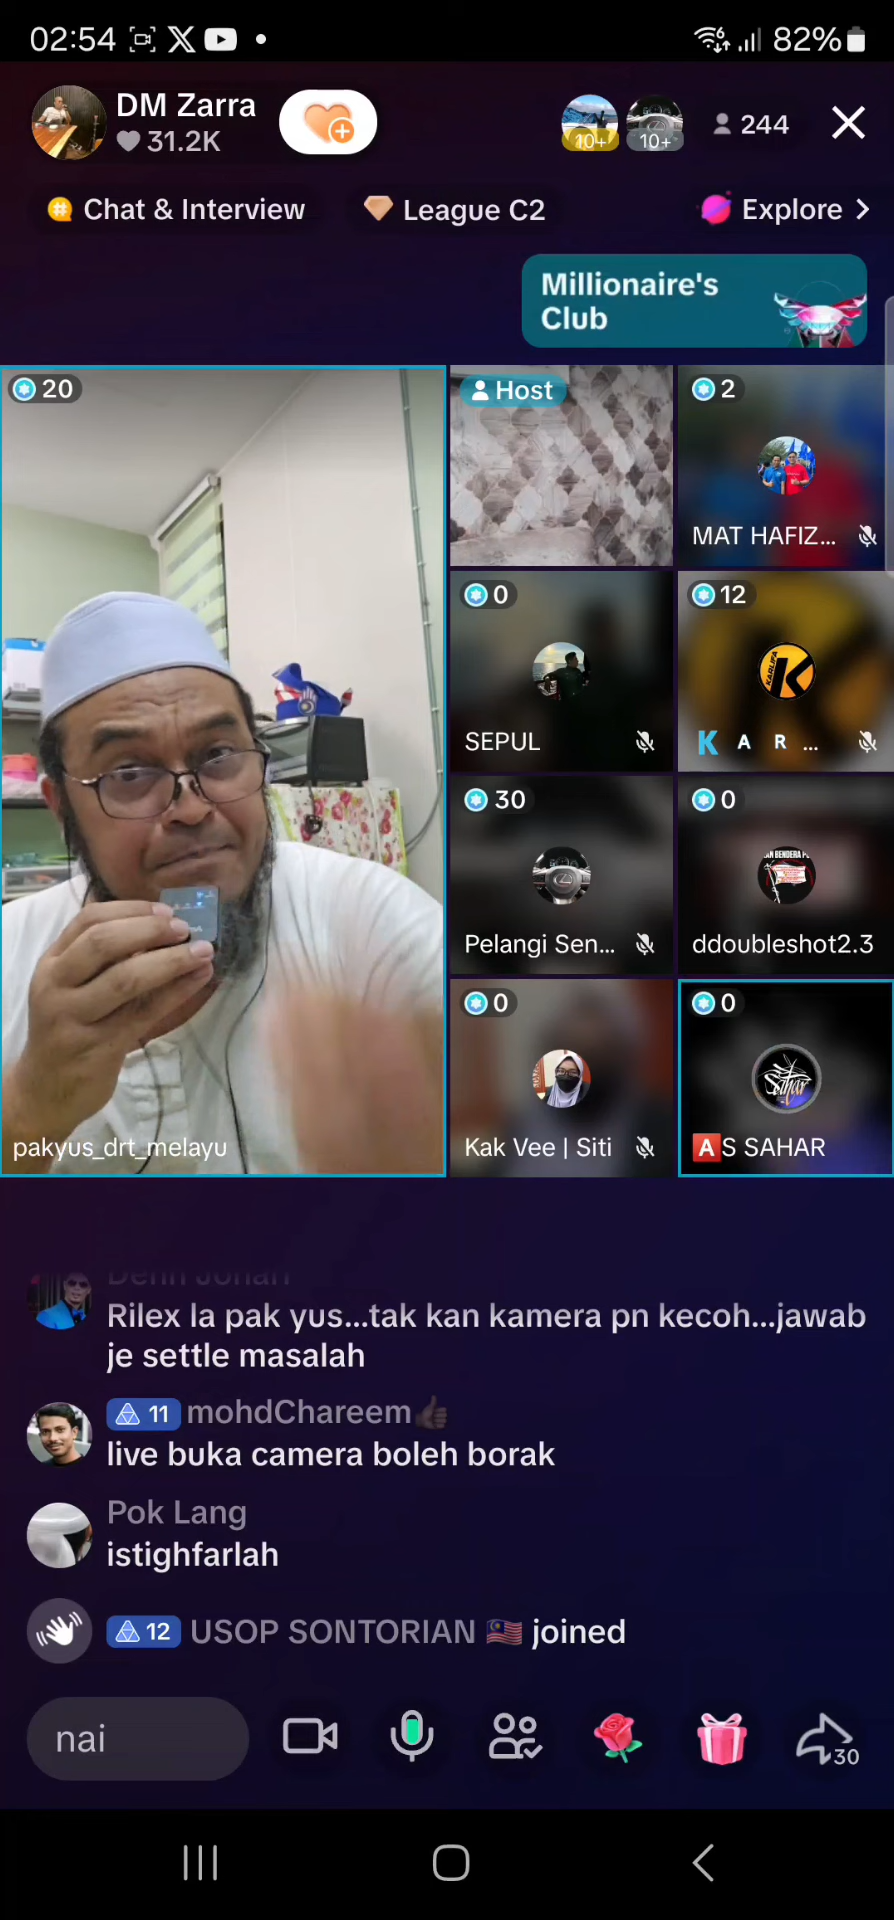 02:54
82%
DM Zarra
31.2K
10+
10+
244
Chat & Interview
League C2
Explore
Millionaire's
Club
20
Host
2
MAT HAFIZ...
0
SEPUL
12
KARLIFA
K A R ...
30
Pelangi Sen...
0
ddoubleshot2.3
0
Kak Vee | Siti
0
Sahar
AS SAHAR
pakyus_drt_melayu
Rilex la pak yus...tak kan kamera pn kecoh...jawab
je settle masalah
11 mohdChareem
live buka camera boleh borak
Pok Lang
istighfarlah
12 USOP SONTORIAN 🇲🇾 joined
nai
30